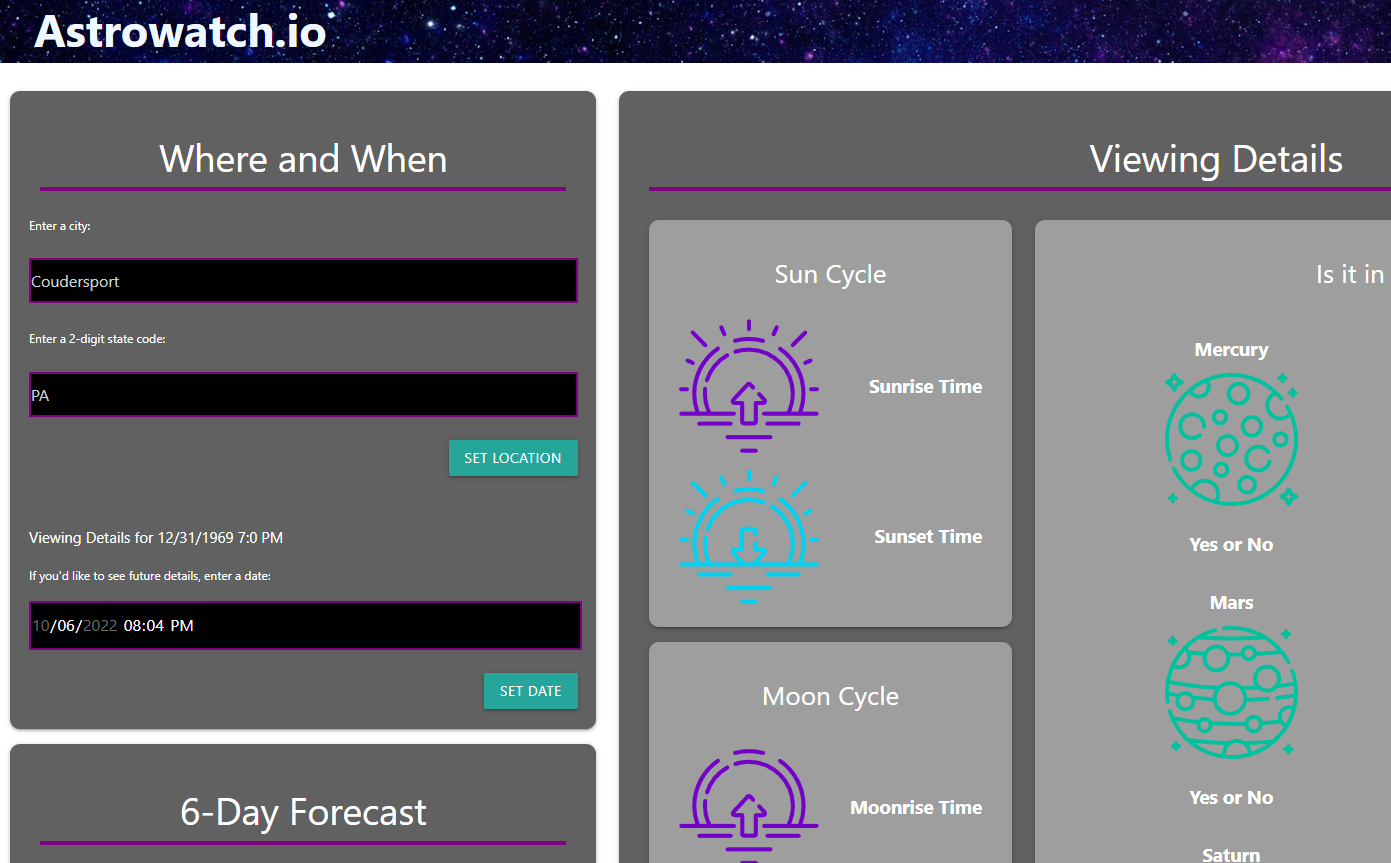 Astrowatch.io
Where and When
Enter a city:
Coudersport
Enter a 2-digit state code:
PA
SET LOCATION
Viewing Details for 12/31/1969 7:0 PM
If you'd like to see future details, enter a date:
10/06/2022 08:04 PM
SET DATE
6-Day Forecast
Viewing Details
Sun Cycle
Sunrise Time
Sunset Time
Moon Cycle
Moonrise Time
Is it in
Mercury
Yes or No
Mars
Yes or No
Saturn